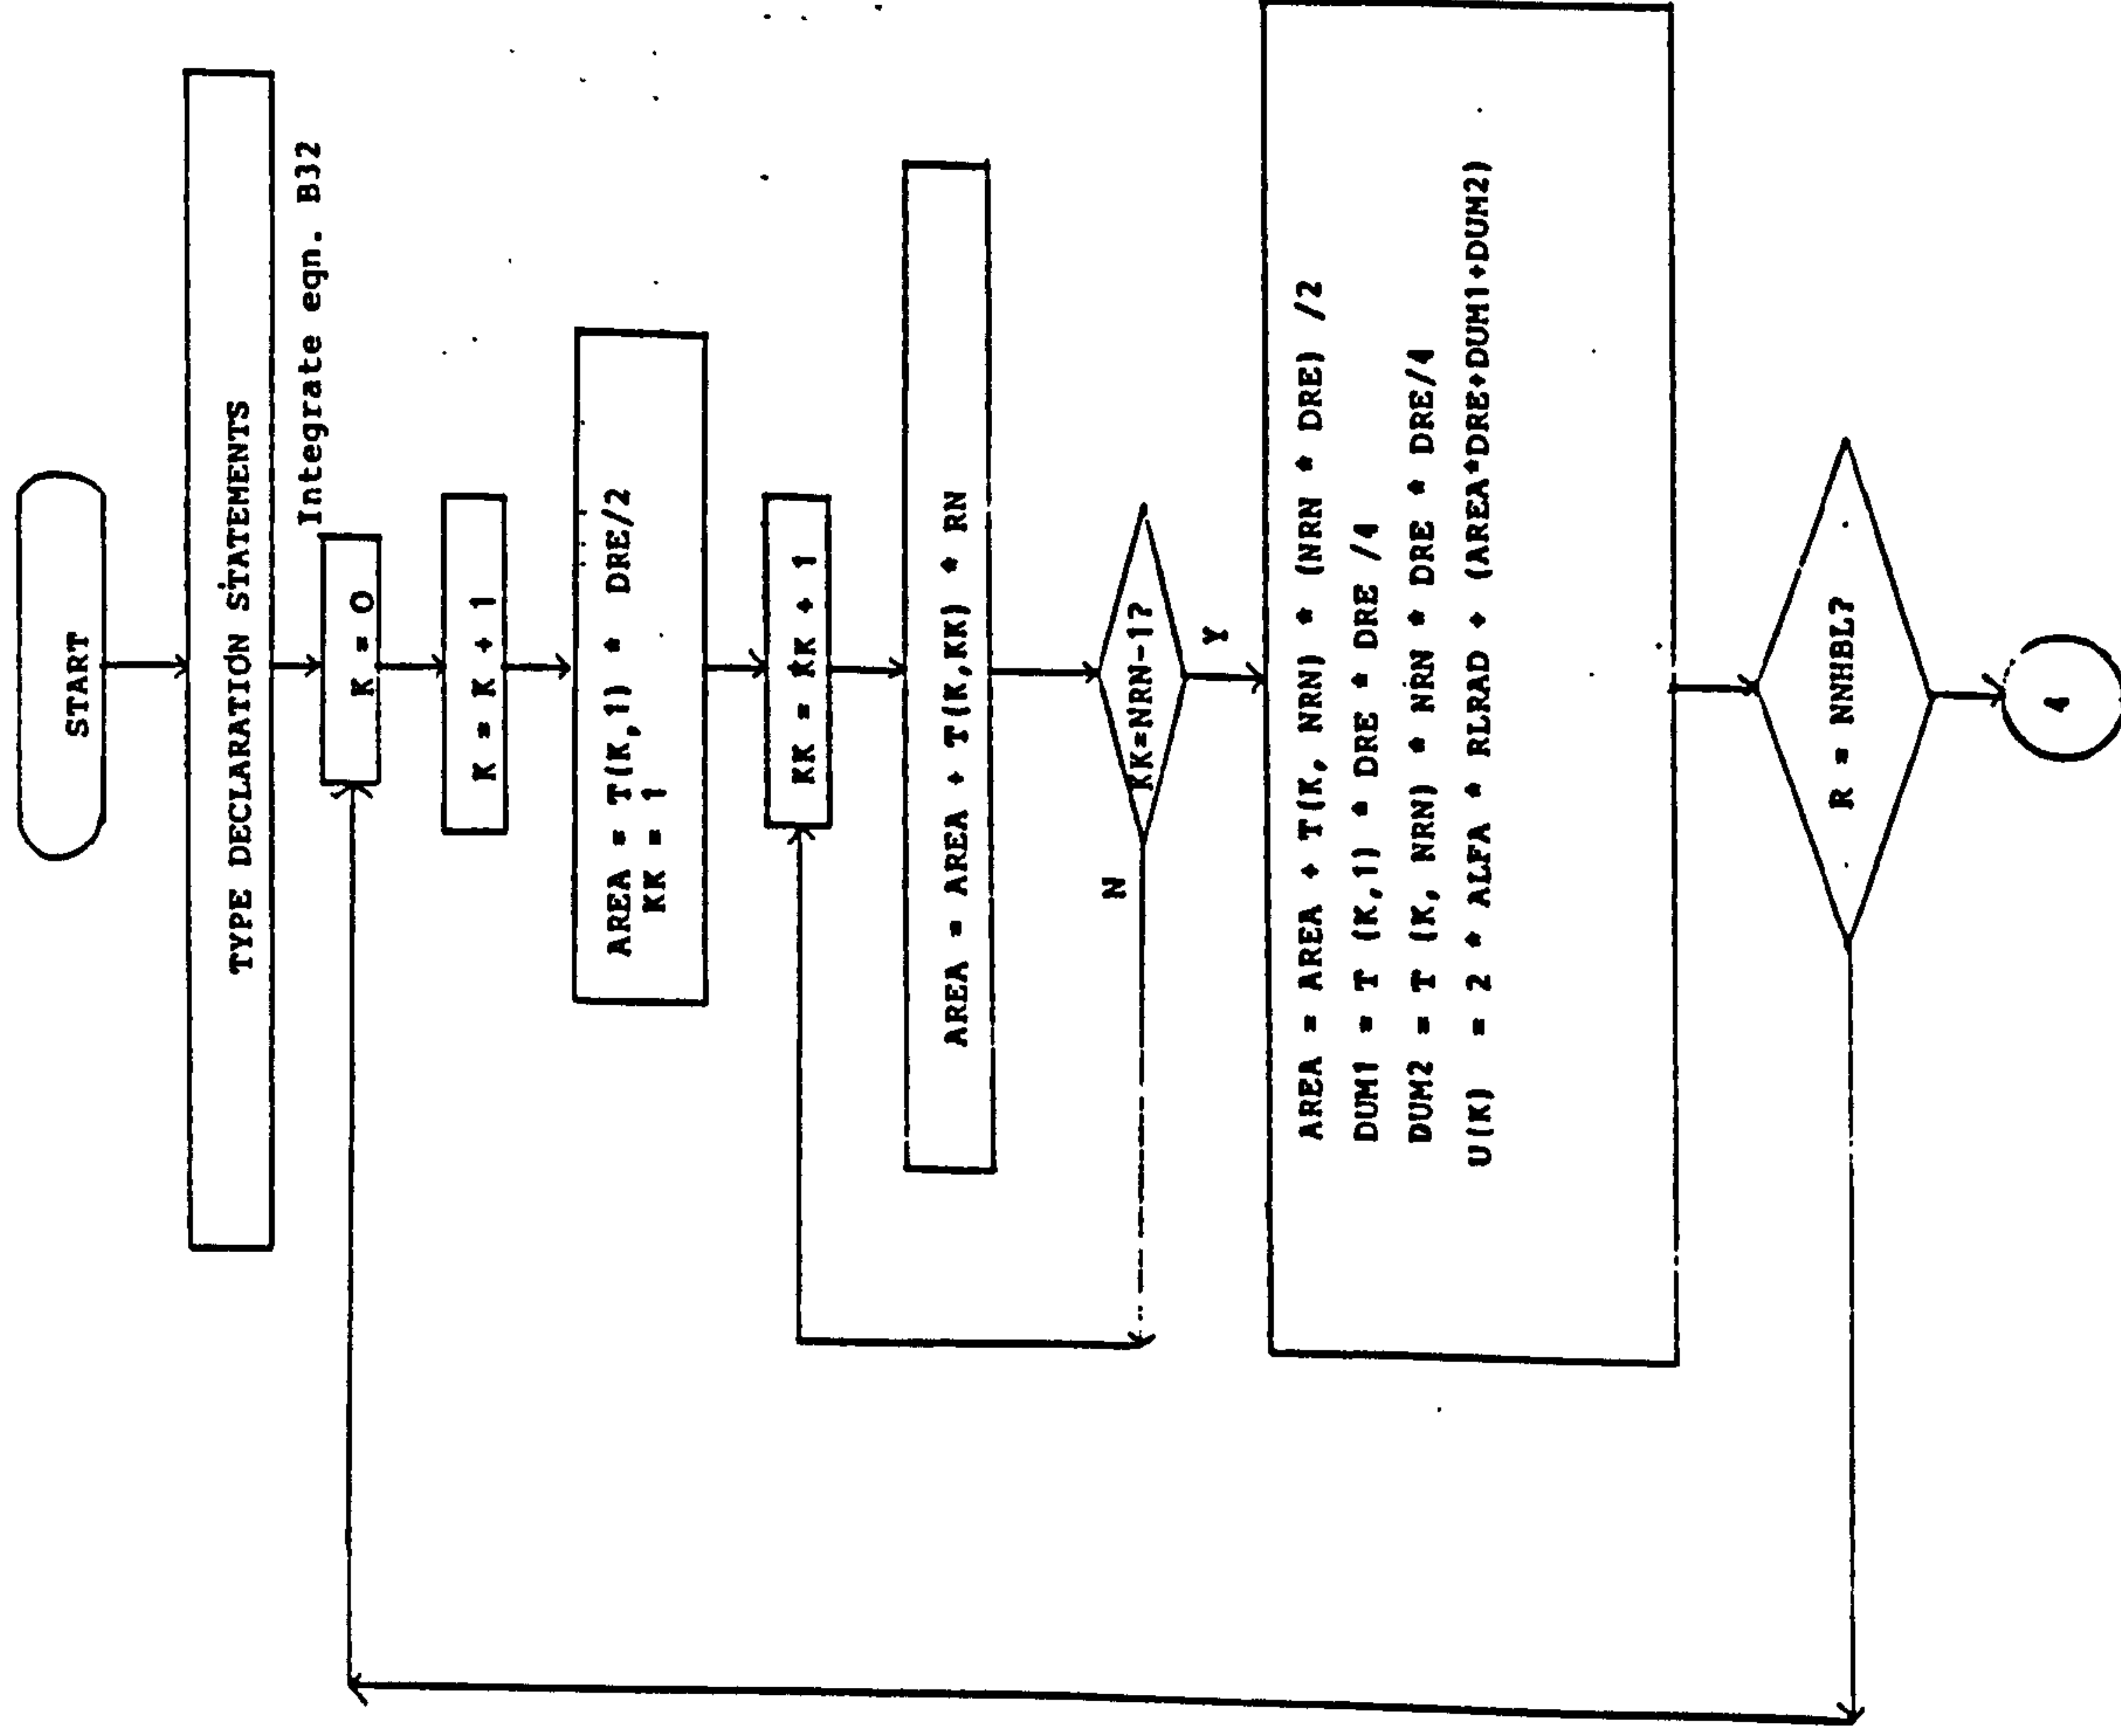 START
TYPE DECLARATION STATEMENTS
Integrate eqn. B32
K = 0
K = K + 1
AREA = T(K,1) * DRE/2
KK = 1
KK = KK + 1
AREA = AREA + T(K,KK) * RN
KK=NRN-1?
N
Y
AREA = AREA + T(K, NRN) * (NRN * DRE) /2
DUM1 = T (K,1) * DRE * DRE /4
DUM2 = T (K, NRN) * NRN * DRE * DRE * DRE/4
U(K) = 2 * ALFA * RLRAD + (AREA*DRE+DUM1+DUM2)
R = NNHBL?
4